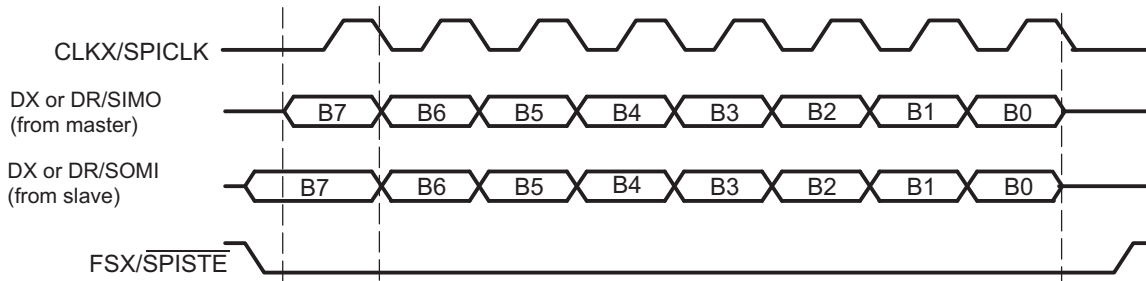 CLKX/SPICLK
DX or DR/SIMO
(from master)
B7 B6 B5 B4 B3 B2 B1 B0
DX or DR/SOMI
(from slave)
B7 B6 B5 B4 B3 B2 B1 B0
FSX/SPISTE